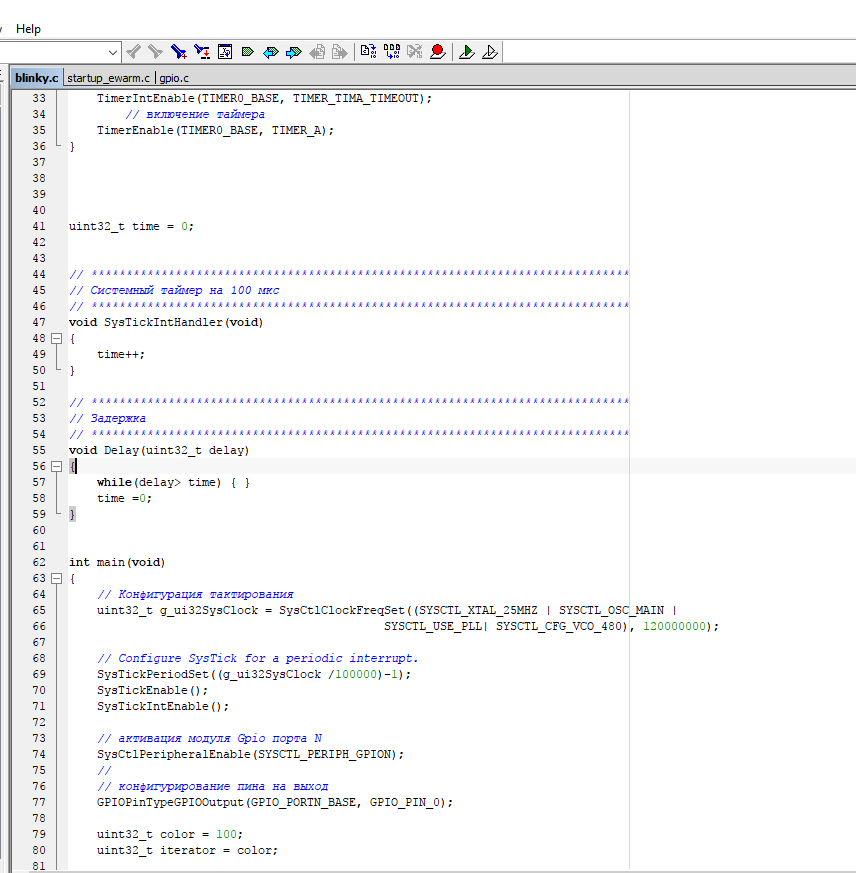 Help
blinky.c startup_ewarm.c gpio.c
33 TimerIntEnable(TIMER0_BASE, TIMER_TIMA_TIMEOUT);
34 // включение таймера
35 TimerEnable(TIMER0_BASE, TIMER_A);
36 }
37
38
39
40
41 uint32_t time = 0;
42
43
44 // *****************************************************************************
45 // Системный таймер на 100 мкс
46 // *****************************************************************************
47 void SysTickIntHandler(void)
48 {
49 time++;
50 }
51
52 // *****************************************************************************
53 // Задержка
54 // *****************************************************************************
55 void Delay(uint32_t delay)
56 {
57 while(delay> time) { }
58 time =0;
59 }
60
61
62 int main(void)
63 {
64 // Конфигурация тактирования
65 uint32_t g_ui32SysClock = SysCtlClockFreqSet((SYSCTL_XTAL_25MHZ | SYSCTL_OSC_MAIN |
66 SYSCTL_USE_PLL| SYSCTL_CFG_VCO_480), 120000000);
67
68 // Configure SysTick for a periodic interrupt.
69 SysTickPeriodSet((g_ui32SysClock /100000)-1);
70 SysTickEnable();
71 SysTickIntEnable();
72
73 // активация модуля Gpio порта N
74 SysCtlPeripheralEnable(SYSCTL_PERIPH_GPION);
75 //
76 // конфигурирование пина на выход
77 GPIOPinTypeGPIOOutput(GPIO_PORTN_BASE, GPIO_PIN_0);
78
79 uint32_t color = 100;
80 uint32_t iterator = color;
81